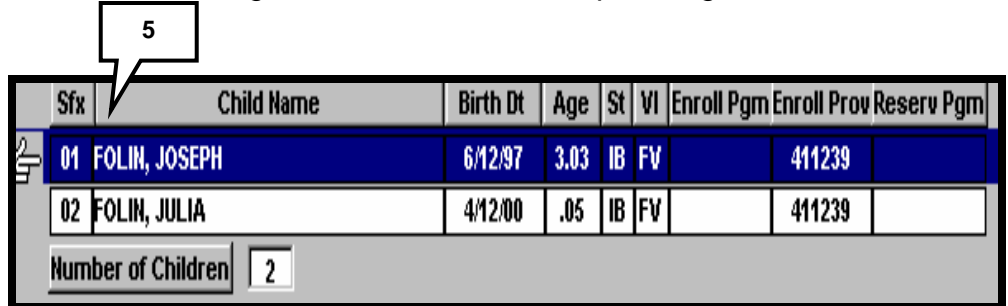 5
Sfx Child Name Birth Dt Age St VI Enroll Pgm Enroll Prov Reserv Pgm
01 FOLIN, JOSEPH 6/12/97 3.03 IB FV 411239
02 FOLIN, JULIA 4/12/00 .05 IB FV 411239
Number of Children 2